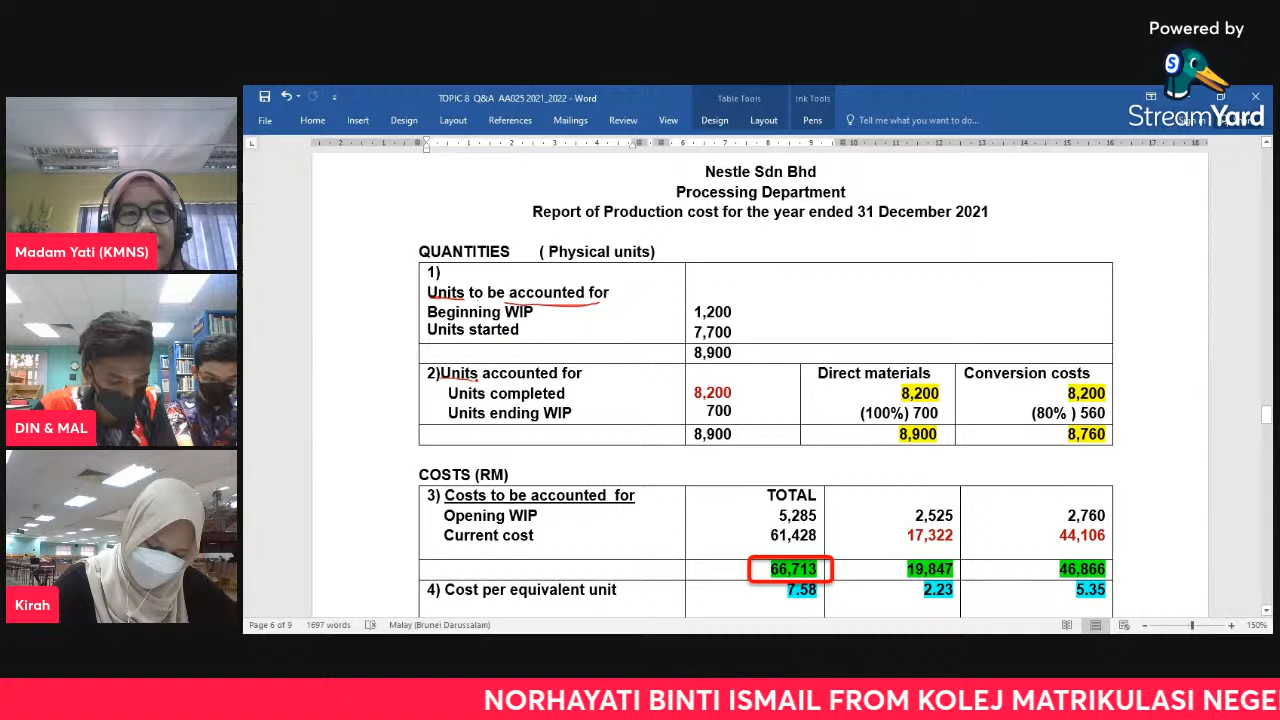 Powered by
StreamYard
TOPIC 8 Q&A AA025 2021_2022 - Word
Table Tools
Ink Tools
File Home Insert Design Layout References Mailings Review View Design Layout Pens Tell me what you want to do...
Nestle Sdn Bhd
Processing Department
Report of Production cost for the year ended 31 December 2021
QUANTITIES ( Physical units)
1)
Units to be accounted for
Beginning WIP 1,200
Units started 7,700
8,900
2)Units accounted for Direct materials Conversion costs
Units completed 8,200 8,200 8,200
Units ending WIP 700 (100%) 700 (80% ) 560
8,900 8,900 8,760
COSTS (RM)
3) Costs to be accounted for TOTAL
Opening WIP 5,285 2,525 2,760
Current cost 61,428 17,322 44,106
66,713 19,847 46,866
4) Cost per equivalent unit 7.58 2.23 5.35
Page 6 of 9 1697 words Malay (Brunei Darussalam) 150%
Madam Yati (KMNS)
DIN & MAL
Kirah
NORHAYATI BINTI ISMAIL FROM KOLEJ MATRIKULASI NEGE